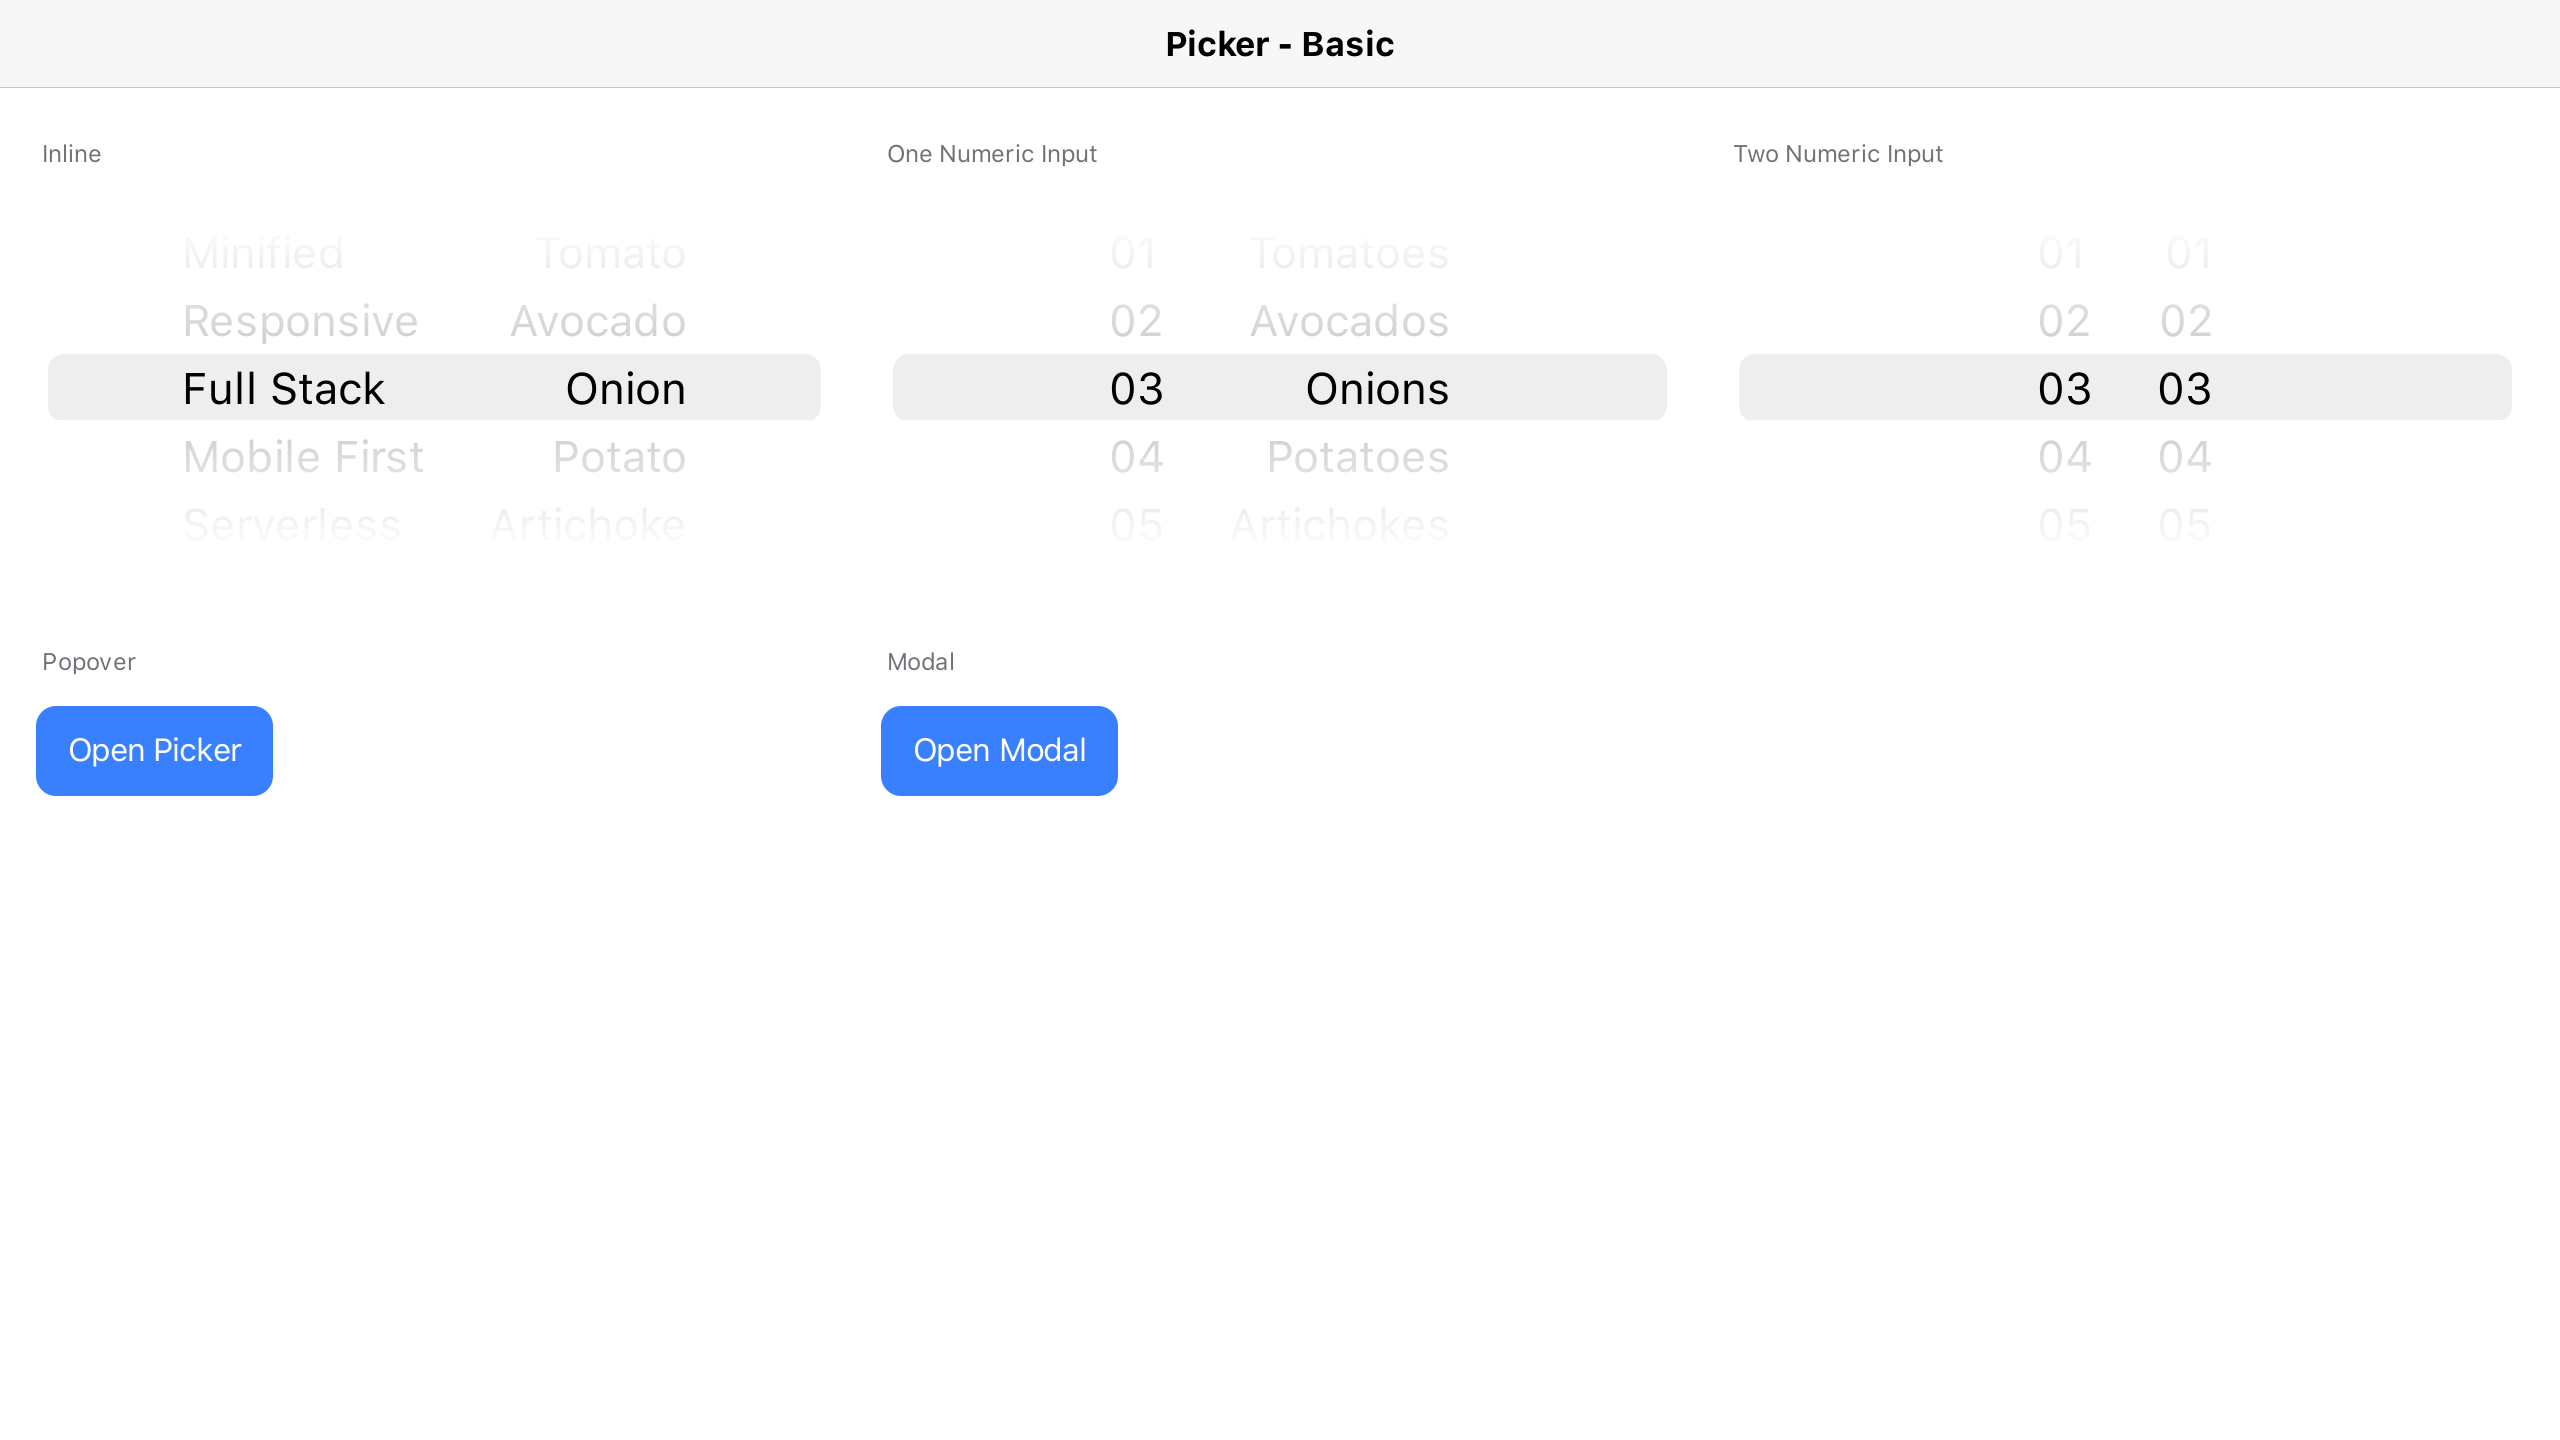 Picker - Basic
Inline
Minified Tomato
Responsive Avocado
Full Stack Onion
Mobile First Potato
Serverless Artichoke
One Numeric Input
01 Tomatoes
02 Avocados
03 Onions
04 Potatoes
05 Artichokes
Two Numeric Input
01 01
02 02
03 03
04 04
05 05
Popover
Open Picker
Modal
Open Modal